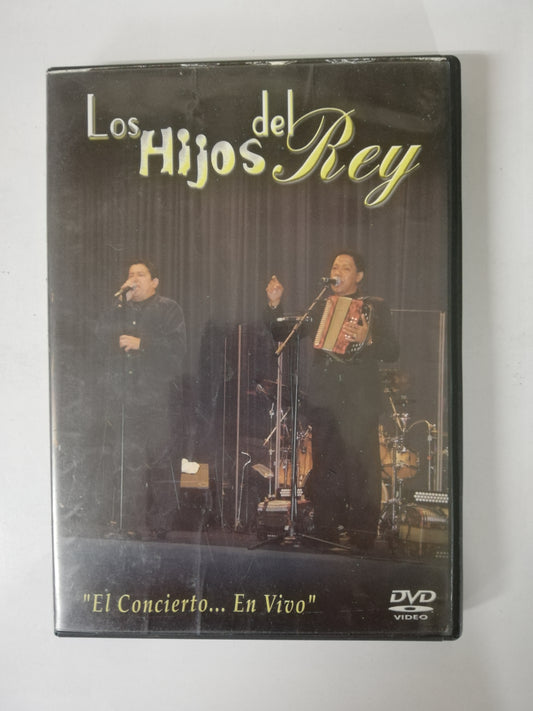 Los Hijos del Rey
"El Concierto... En Vivo"
DVD
VIDEO